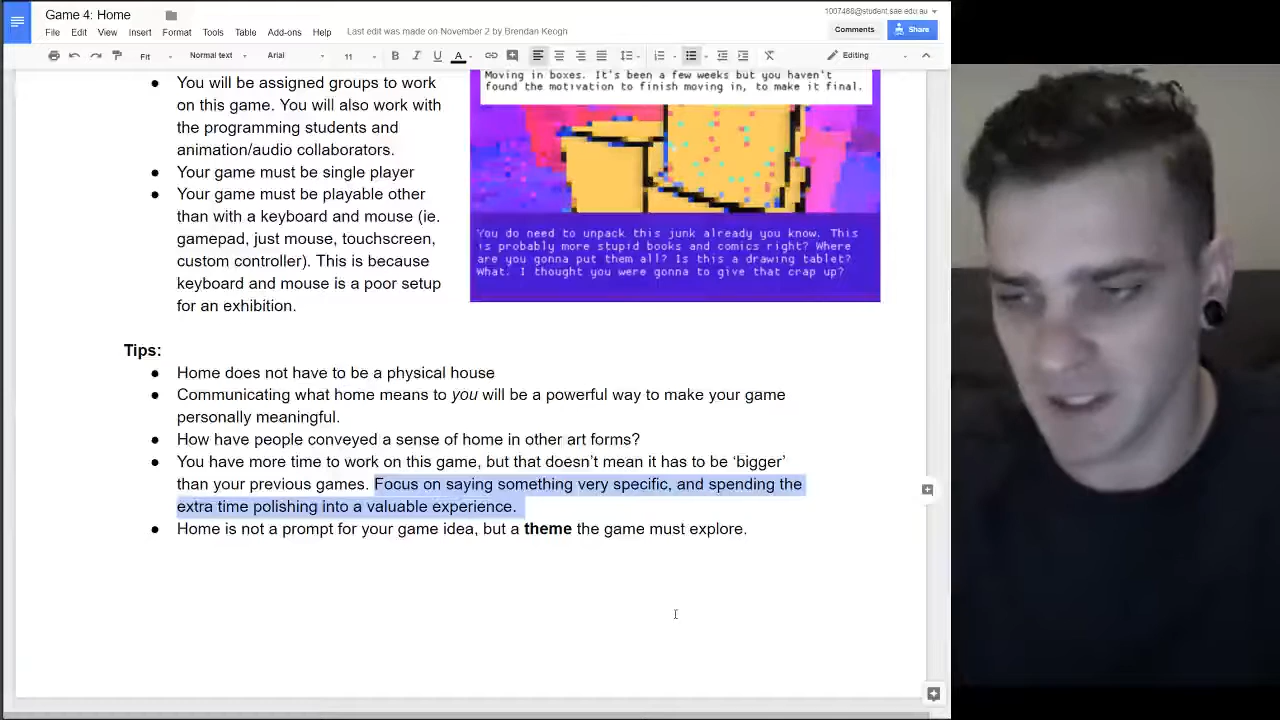 Game 4: Home
1007468@student.sae.edu.au
File Edit View Insert Format Tools Table Add-ons Help
Last edit was made on November 2 by Brendan Keogh
Comments
Share
Fit
Normal text
Arial
11
B I U A
Editing
You will be assigned groups to work
on this game. You will also work with
the programming students and
animation/audio collaborators.
Your game must be single player
Your game must be playable other
than with a keyboard and mouse (ie.
gamepad, just mouse, touchscreen,
custom controller). This is because
keyboard and mouse is a poor setup
for an exhibition.
Moving in boxes. It's been a few weeks but you haven't
found the motivation to finish moving in, to make it final.
You do need to unpack this junk already you know. This
is probably more stupid books and comics right? Where
are you gonna put them all? Is this a drawing tablet?
What. I thought you were gonna to give that crap up?
Tips:
Home does not have to be a physical house
Communicating what home means to you will be a powerful way to make your game
personally meaningful.
How have people conveyed a sense of home in other art forms?
You have more time to work on this game, but that doesn't mean it has to be ‘bigger’
than your previous games. Focus on saying something very specific, and spending the
extra time polishing into a valuable experience.
Home is not a prompt for your game idea, but a theme the game must explore.